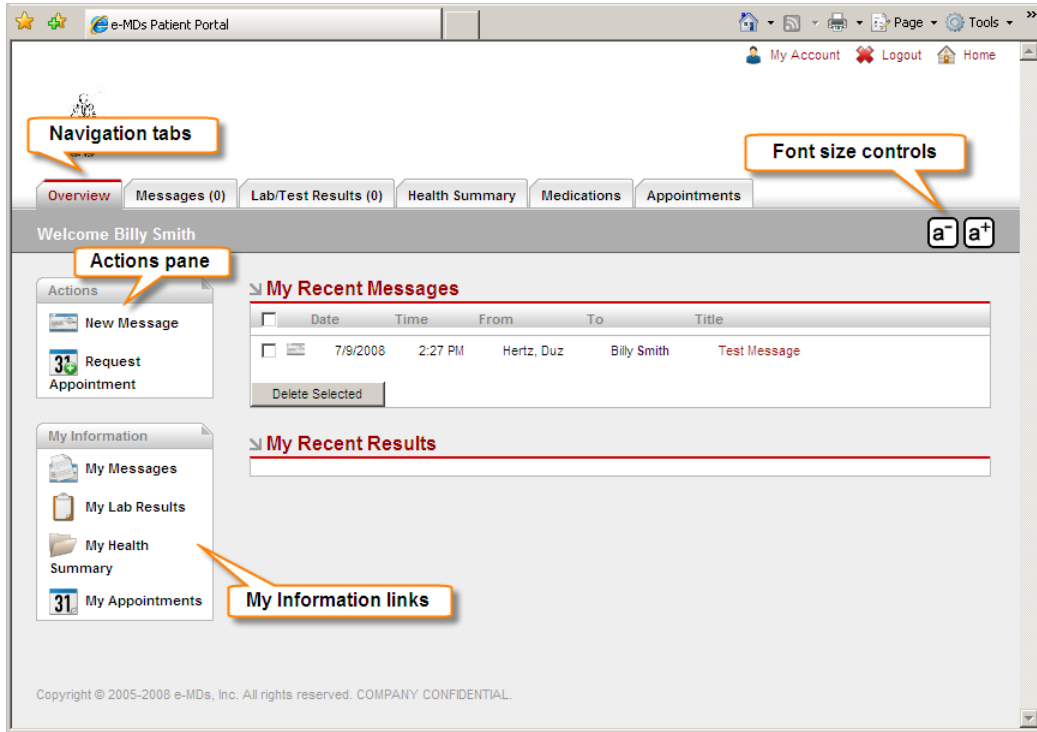 e-MDs Patient Portal
Page
Tools
»
My Account Logout Home
Navigation tabs
Font size controls
Overview Messages (0) Lab/Test Results (0) Health Summary Medications Appointments
Welcome Billy Smith
a- a+
Actions pane
Actions
New Message
31 Request
Appointment
My Recent Messages
Date Time From To Title
7/9/2008 2:27 PM Hertz, Duz Billy Smith Test Message
Delete Selected
My Information
My Messages
My Lab Results
My Health
Summary
31 My Appointments
My Recent Results
My Information links
Copyright © 2005-2008 e-MDs, Inc. All rights reserved. COMPANY CONFIDENTIAL.